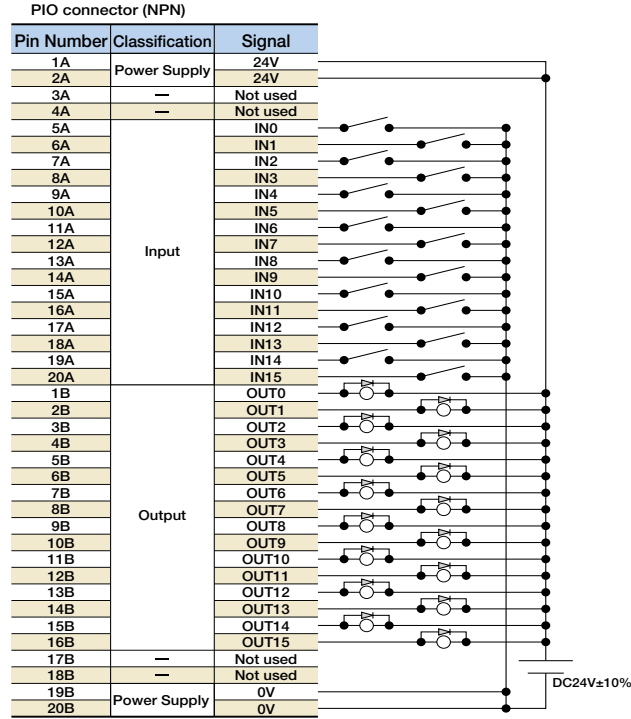 PIO connector (NPN)
Pin Number Classification Signal
1A Power Supply 24V
2A 24V
3A — Not used
4A — Not used
5A Input IN0
6A IN1
7A IN2
8A IN3
9A IN4
10A IN5
11A IN6
12A IN7
13A IN8
14A IN9
15A IN10
16A IN11
17A IN12
18A IN13
19A IN14
20A IN15
1B Output OUT0
2B OUT1
3B OUT2
4B OUT3
5B OUT4
6B OUT5
7B OUT6
8B OUT7
9B OUT8
10B OUT9
11B OUT10
12B OUT11
13B OUT12
14B OUT13
15B OUT14
16B OUT15
17B — Not used
18B — Not used
19B Power Supply 0V
20B 0V
DC24V±10%